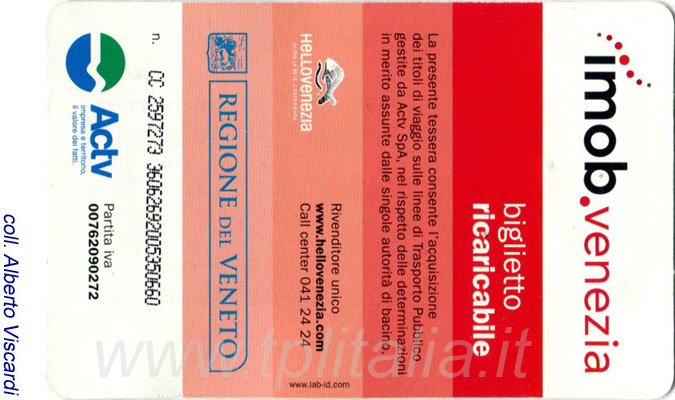 imob.venezia
biglietto
ricaricabile
La presente tessera consente l'acquisizione
dei titoli di viaggio sulle linee di Trasporto Pubblico
gestite da Actv SpA, nel rispetto delle determinazioni
in merito assunte dalle singole autorità di bacino.
HELLOVENEZIA
Rivenditore unico
www.hellovenezia.com
Call center 041 24 24
www.lab-id.com
REGIONE DEL VENETO
n. CC 2597273 36062692005350660
Actv
impresa e territorio,
il valore dei fatti.
Partita iva
00762090272
coll. Alberto Viscardi
www.tplitalia.it